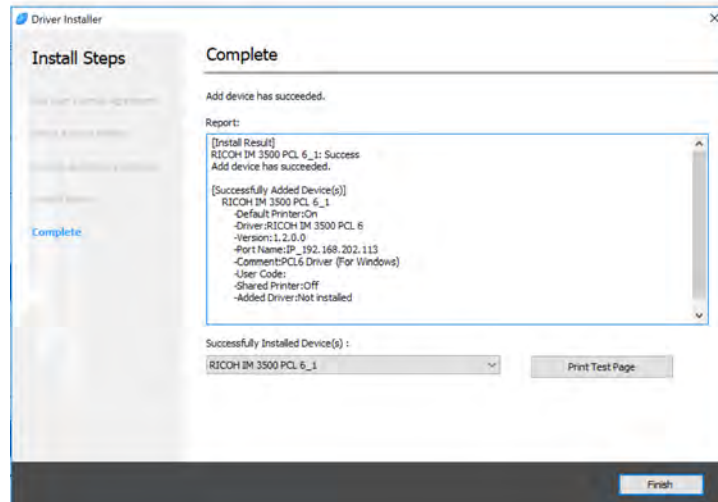 Driver Installer
Install Steps
Complete
Complete
Add device has succeeded.
Report:
[Install Result]
RICOH IM 3500 PCL 6_1: Success
Add device has succeeded.
[Successfully Added Device(s)]
RICOH IM 3500 PCL 6_1
-Default Printer:On
-Driver:RICOH IM 3500 PCL 6
-Version:1.2.0.0
-Port Name:IP_192.168.202.113
-Comment:PCL6 Driver (For Windows)
-User Code:
-Shared Printer:Off
-Added Driver:Not installed
Successfully Installed Device(s) :
RICOH IM 3500 PCL 6_1
Print Test Page
Finish